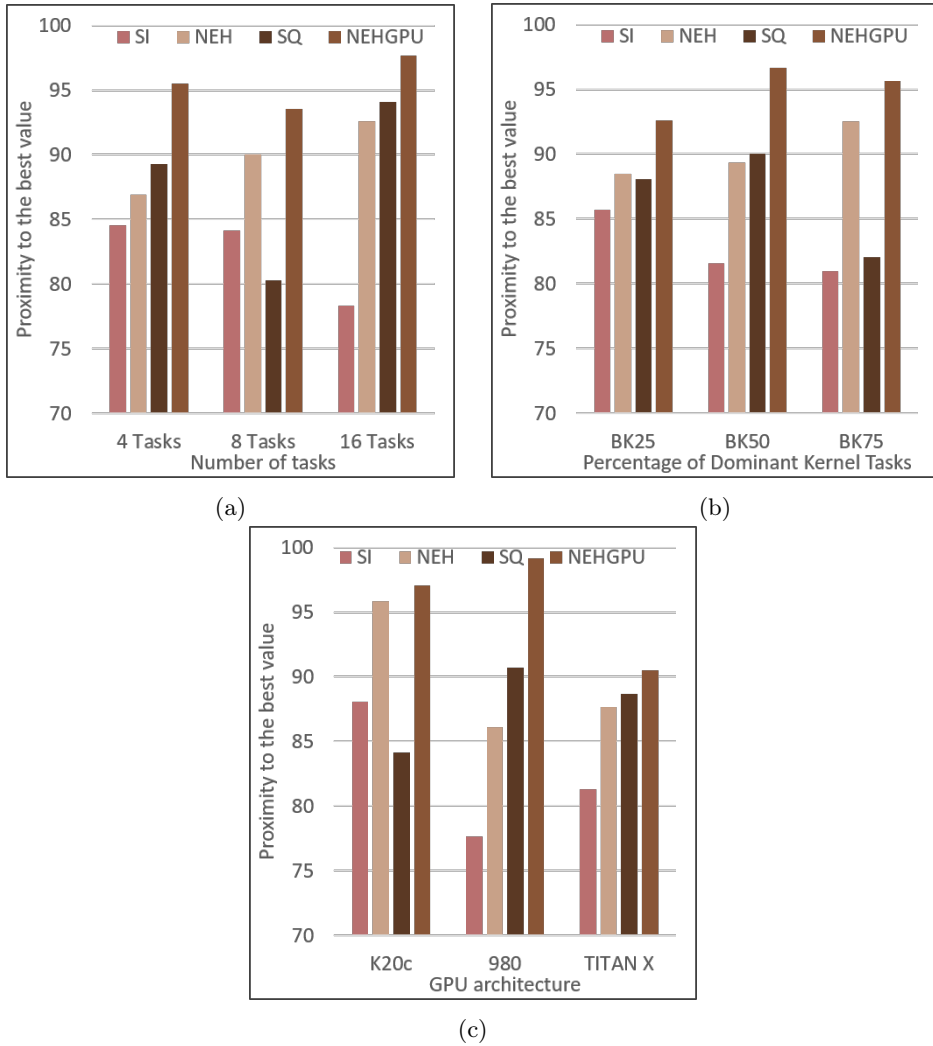 SI NEH SQ NEHGPU
100
95
90
85
80
75
70
Proximity to the best value
4 Tasks 8 Tasks 16 Tasks
Number of tasks
(a)
SI NEH SQ NEHGPU
100
95
90
85
80
75
70
Proximity to the best value
BK25 BK50 BK75
Percentage of Dominant Kernel Tasks
(b)
SI NEH SQ NEHGPU
100
95
90
85
80
75
70
Proximity to the best value
K20c 980 TITAN X
GPU architecture
(c)